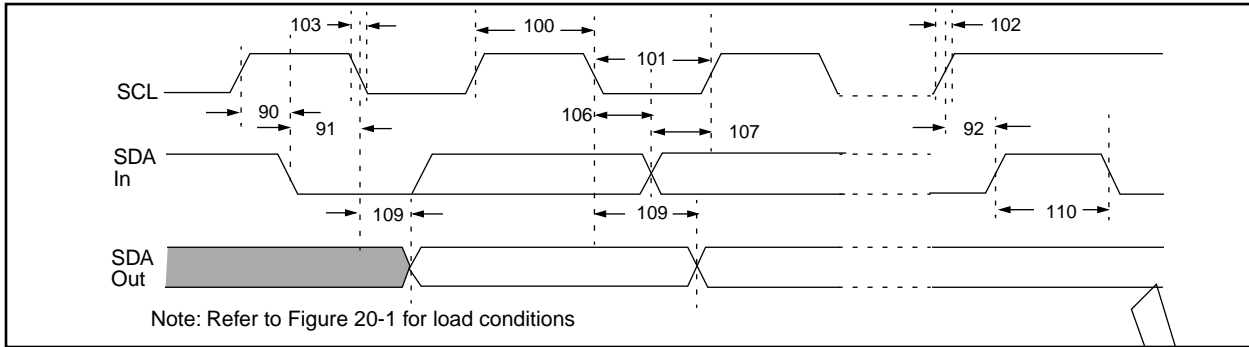 103
100
102
101
SCL
90
106
91
107
92
SDA
In
109
109
110
SDA
Out
Note: Refer to Figure 20-1 for load conditions